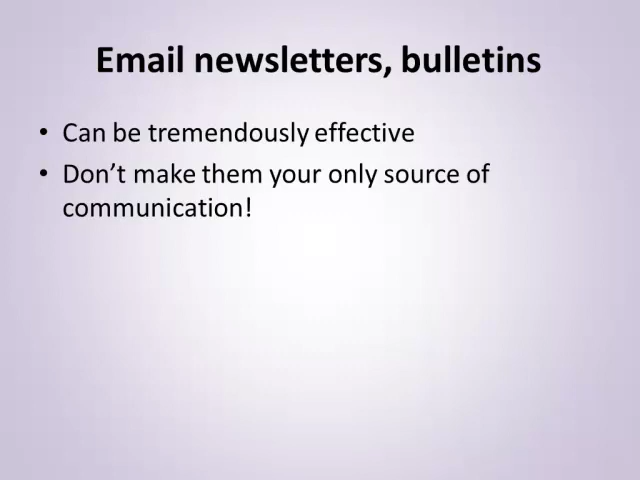 Email newsletters, bulletins
• Can be tremendously effective
• Don’t make them your only source of
communication!